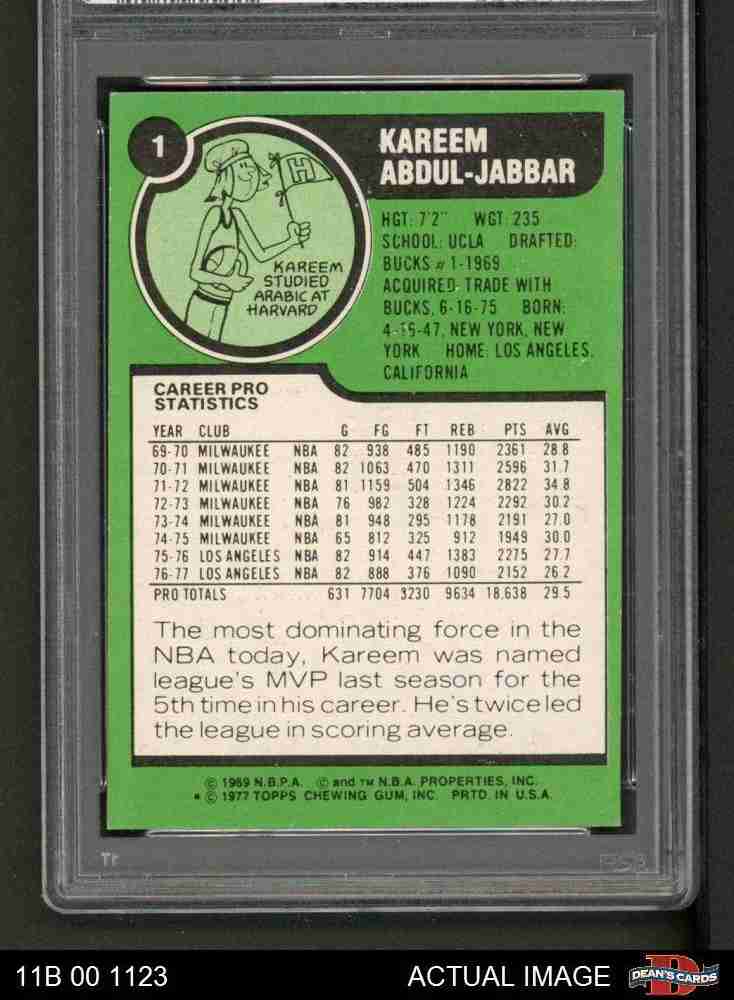 1
KAREEM
ABDUL-JABBAR
H
KAREEM
STUDIED
ARABIC AT
HARVARD
HGT: 7'2" WGT: 235
SCHOOL: UCLA DRAFTED:
BUCKS #1-1969
ACQUIRED: TRADE WITH
BUCKS, 6-16-75 BORN:
4-16-47, NEW YORK, NEW
YORK HOME: LOS ANGELES,
CALIFORNIA
CAREER PRO
STATISTICS
YEAR CLUB G FG FT REB PTS AVG
69-70 MILWAUKEE NBA 82 938 485 1190 2361 28.8
70-71 MILWAUKEE NBA 82 1063 470 1311 2596 31.7
71-72 MILWAUKEE NBA 81 1159 504 1346 2822 34.8
72-73 MILWAUKEE NBA 76 982 328 1224 2292 30.2
73-74 MILWAUKEE NBA 81 948 295 1178 2191 27.0
74-75 MILWAUKEE NBA 65 812 325 912 1949 30.0
75-76 LOS ANGELES NBA 82 914 447 1383 2275 27.7
76-77 LOS ANGELES NBA 82 888 376 1090 2152 26.2
PRO TOTALS 631 7704 3230 9634 18,638 29.5
The most dominating force in the
NBA today, Kareem was named
league's MVP last season for the
5th time in his career. He's twice led
the league in scoring average.
© 1969 N.B.P.A. © and TM N.B.A. PROPERTIES, INC.
* © 1977 TOPPS CHEWING GUM, INC. PRTD. IN U.S.A.
PSA
11B 00 1123
ACTUAL IMAGE
DEAN'S CARDS